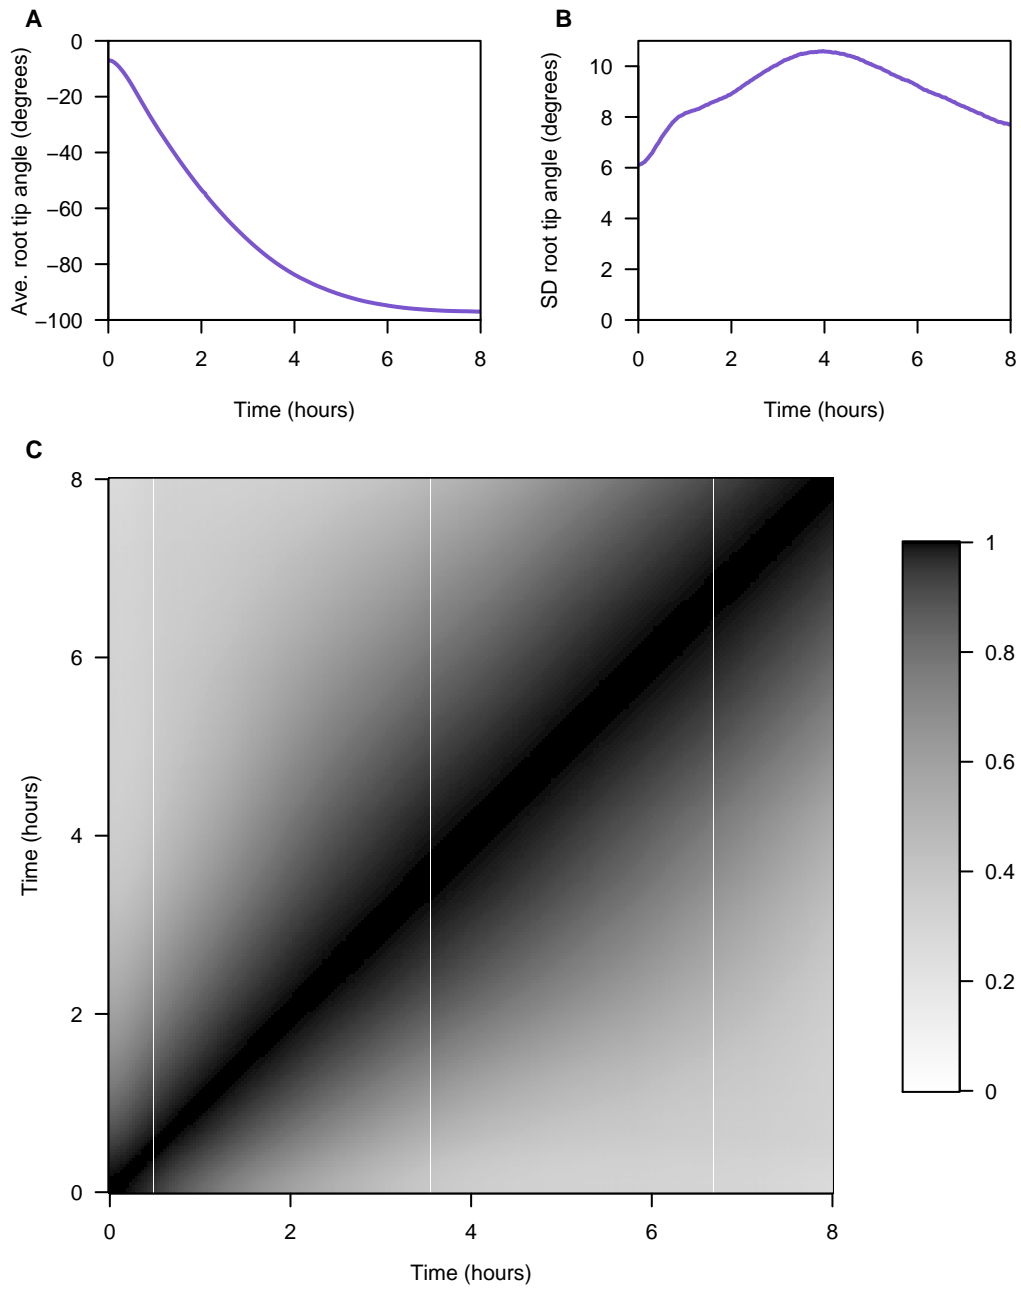 A
Ave. root tip angle (degrees)
0
−20
−40
−60
−80
−100
0 2 4 6 8
Time (hours)
B
SD root tip angle (degrees)
10
8
6
4
2
0
0 2 4 6 8
Time (hours)
C
Time (hours)
8
6
4
2
0
0 2 4 6 8
Time (hours)
1
0.8
0.6
0.4
0.2
0